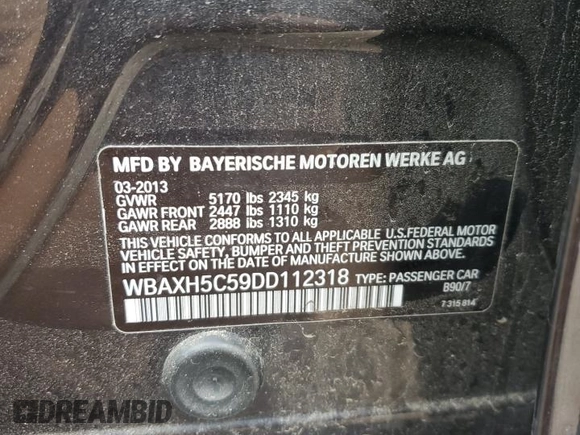 MFD BY BAYERISCHE MOTOREN WERKE AG
03-2013
GVWR 5170 lbs 2345 kg
GAWR FRONT 2447 lbs 1110 kg
GAWR REAR 2888 lbs 1310 kg
THIS VEHICLE CONFORMS TO ALL APPLICABLE U.S.FEDERAL MOTOR
VEHICLE SAFETY, BUMPER AND THEFT PREVENTION STANDARDS
IN EFFECT ON THE DATE OF MANUFACTURE SHOWN ABOVE.
WBAXH5C59DD112318 TYPE: PASSENGER CAR
B90/7
7 315 814
DREAMBID